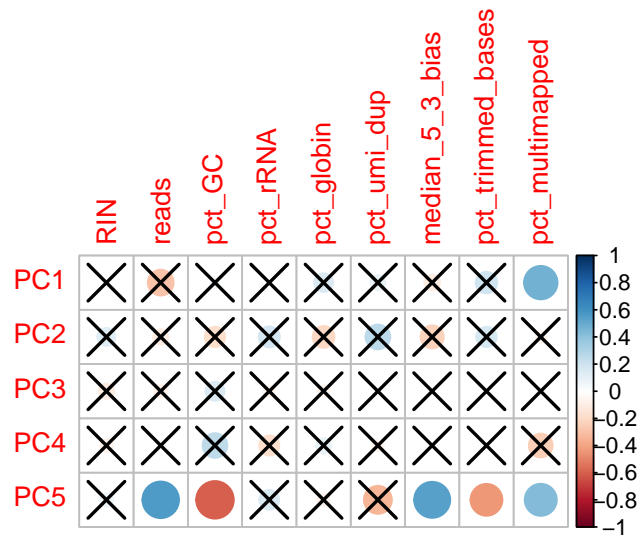 RIN
reads
pct_GC
pct_rRNA
pct_globin
pct_umi_dup
median_5_3_bias
pct_trimmed_bases
pct_multimapped
PC1
PC2
PC3
PC4
PC5
1
0.8
0.6
0.4
0.2
0
−0.2
−0.4
−0.6
−0.8
−1